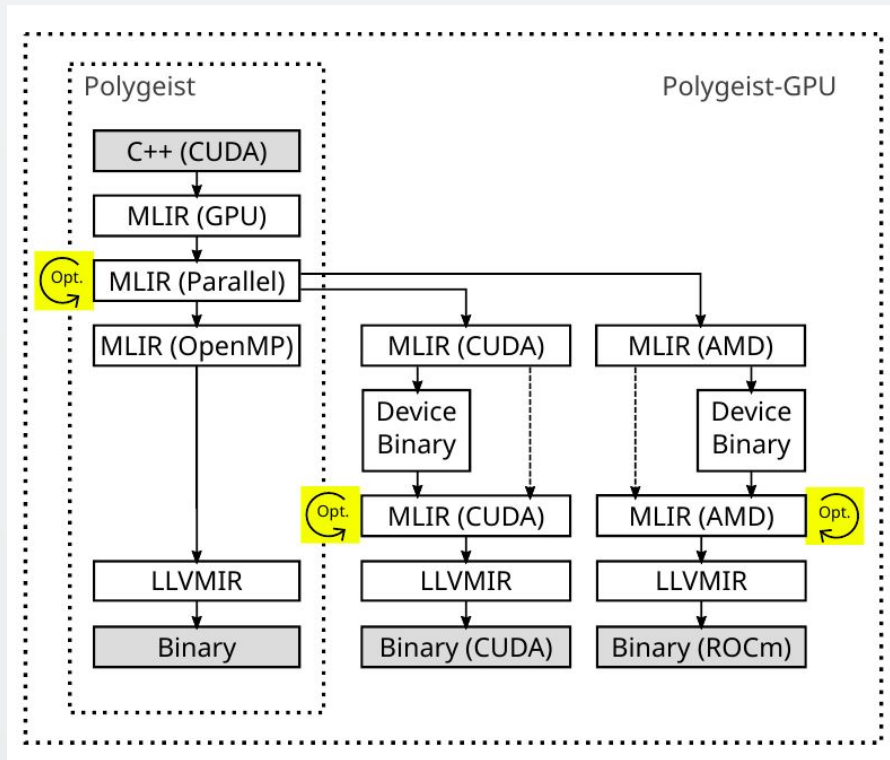 Polygeist
Polygeist-GPU
C++ (CUDA)
MLIR (GPU)
Opt.
MLIR (Parallel)
MLIR (OpenMP)
MLIR (CUDA)
MLIR (AMD)
Device
Binary
Device
Binary
Opt.
MLIR (CUDA)
MLIR (AMD)
Opt.
LLVMIR
LLVMIR
LLVMIR
Binary
Binary (CUDA)
Binary (ROCm)